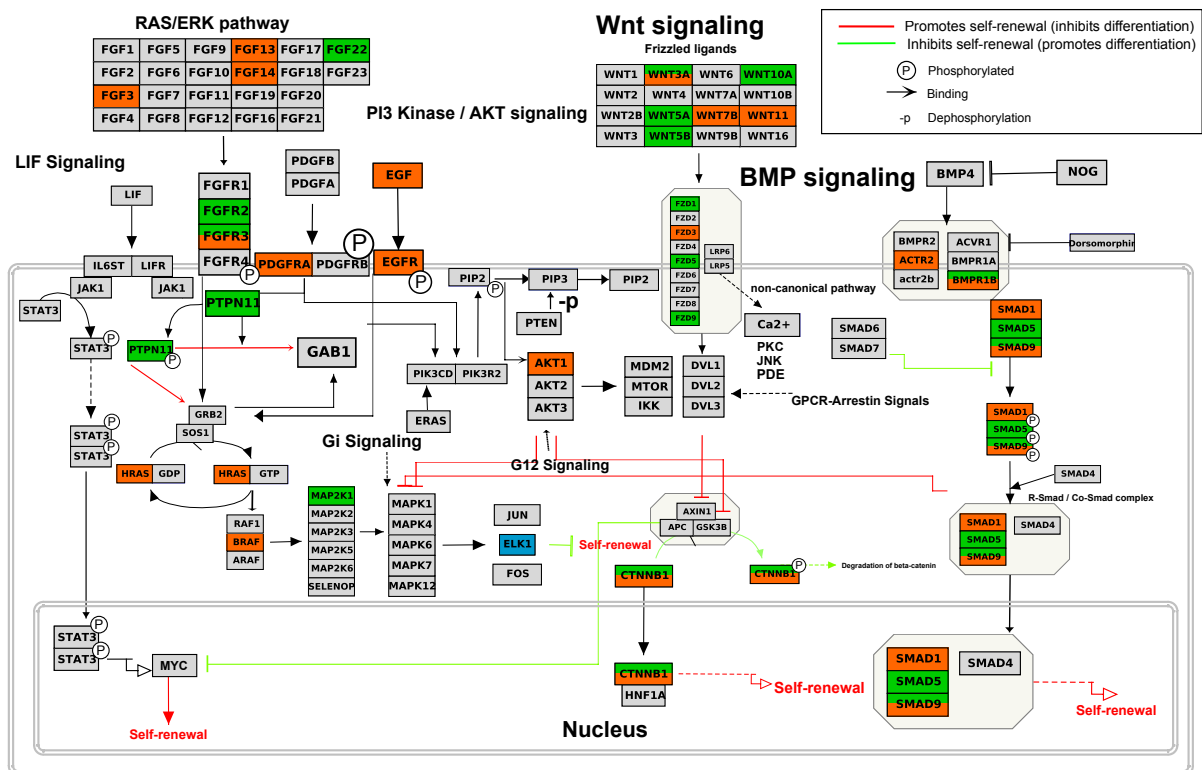 RAS/ERK pathway
FGF1 FGF5 FGF9 FGF13 FGF17 FGF22
FGF2 FGF6 FGF10 FGF14 FGF18 FGF23
FGF3 FGF7 FGF11 FGF19 FGF20
FGF4 FGF8 FGF12 FGF16 FGF21
Wnt signaling
Frizzled ligands
WNT1 WNT3A WNT6 WNT10A
WNT2 WNT4 WNT7A WNT10B
WNT2B WNT5A WNT7B WNT11
WNT3 WNT5B WNT9B WNT16
Promotes self-renewal (inhibits differentiation)
Inhibits self-renewal (promotes differentiation)
P Phosphorylated
Binding
-p Dephosphorylation
PI3 Kinase / AKT signaling
LIF Signaling
BMP signaling
LIF
IL6ST LIFR
JAK1 JAK1
STAT3
STAT3 P
STAT3 P
STAT3 P
STAT3 P
STAT3 P
MYC
Self-renewal
FGFR1
FGFR2
FGFR3
FGFR4
P
PDGFB
PDGFA
PDGFRA PDGFRB
P
EGF
EGFR
P
PTPN11
PTPN11 P
GAB1
GRB2
SOS1
HRAS GDP
HRAS GTP
RAF1
BRAF
ARAF
MAP2K1
MAP2K2
MAP2K3
MAP2K5
MAP2K6
SELENOP
Gi Signaling
MAPK1
MAPK4
MAPK6
MAPK7
MAPK12
JUN
ELK1
FOS
Self-renewal
PIP2 P
PIP3
PIP2
-p
PTEN
PIK3CD PIK3R2
ERAS
AKT1
AKT2
AKT3
MDM2
MTOR
IKK
G12 Signaling
FZD1
FZD2
FZD3
FZD4
FZD5
FZD6
FZD7
FZD8
FZD9
LRP6
LRP5
non-canonical pathway
Ca2+
PKC
JNK
PDE
DVL1
DVL2
DVL3
GPCR-Arrestin Signals
AXIN1
APC GSK3B
CTNNB1
CTNNB1 P
Degradation of beta-catenin
CTNNB1
HNF1A
Self-renewal
Nucleus
BMP4
NOG
BMPR2
ACTR2
actr2b
ACVR1
BMPR1A
BMPR1B
Dorsomorphin
SMAD6
SMAD7
SMAD1
SMAD5
SMAD9
SMAD1 P
SMAD5 P
SMAD9 P
SMAD4
R-Smad / Co-Smad complex
SMAD1
SMAD5
SMAD9
SMAD4
SMAD1
SMAD5
SMAD9
SMAD4
Self-renewal